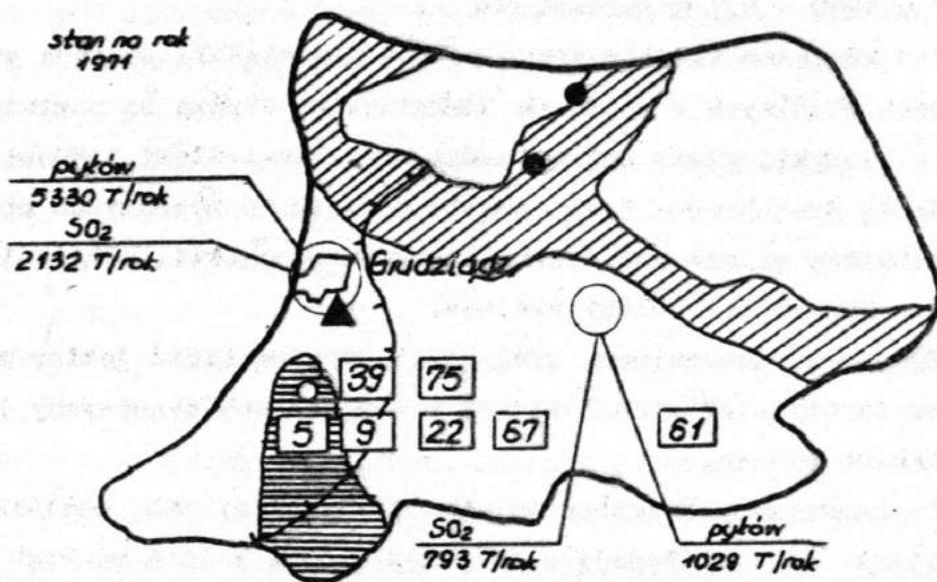 stan na rok
1971
pyłów
5330 T/rok
SO₂
2132 T/rok
Grudziądz
39
75
5
9
22
67
61
SO₂
793 T/rok
pyłów
1029 T/rok